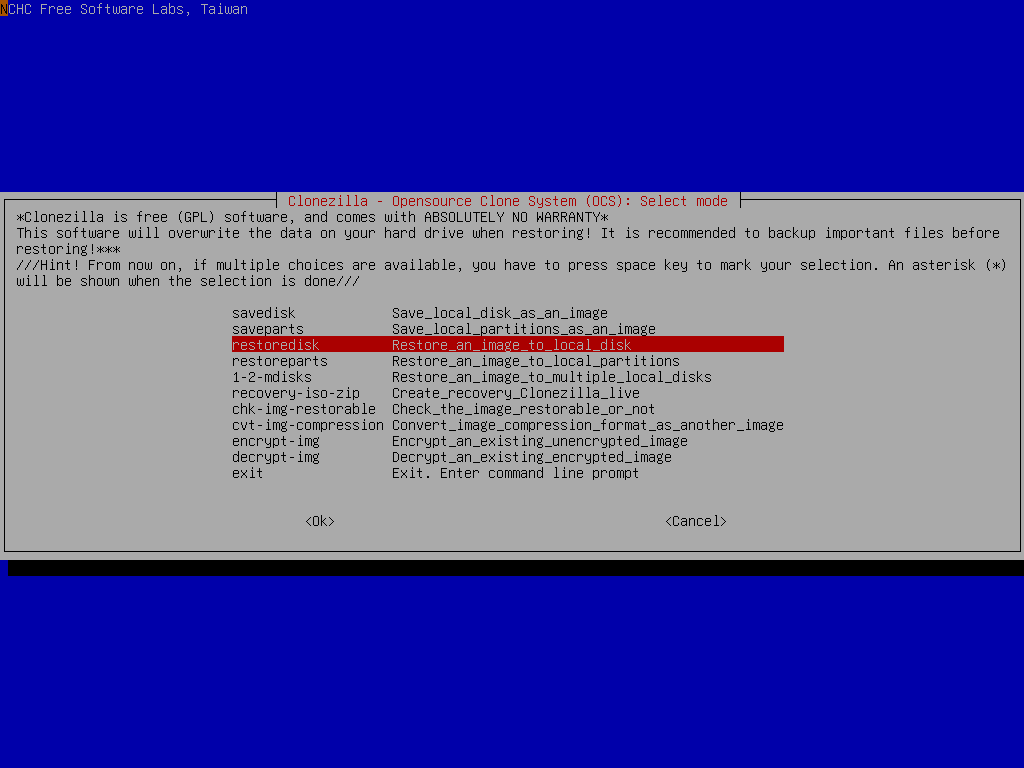 NCHC Free Software Labs, Taiwan
Clonezilla - Opensource Clone System (OCS): Select mode
*Clonezilla is free (GPL) software, and comes with ABSOLUTELY NO WARRANTY*
This software will overwrite the data on your hard drive when restoring! It is recommended to backup important files before
restoring!***
///Hint! From now on, if multiple choices are available, you have to press space key to mark your selection. An asterisk (*)
will be shown when the selection is done///
savedisk Save_local_disk_as_an_image
saveparts Save_local_partitions_as_an_image
restoredisk Restore_an_image_to_local_disk
restoreparts Restore_an_image_to_local_partitions
1-2-mdisks Restore_an_image_to_multiple_local_disks
recovery-iso-zip Create_recovery_Clonezilla_live
chk-img-restorable Check_the_image_restorable_or_not
cvt-img-compression Convert_image_compression_format_as_another_image
encrypt-img Encrypt_an_existing_unencrypted_image
decrypt-img Decrypt_an_existing_encrypted_image
exit Exit. Enter command line prompt
<Ok> <Cancel>